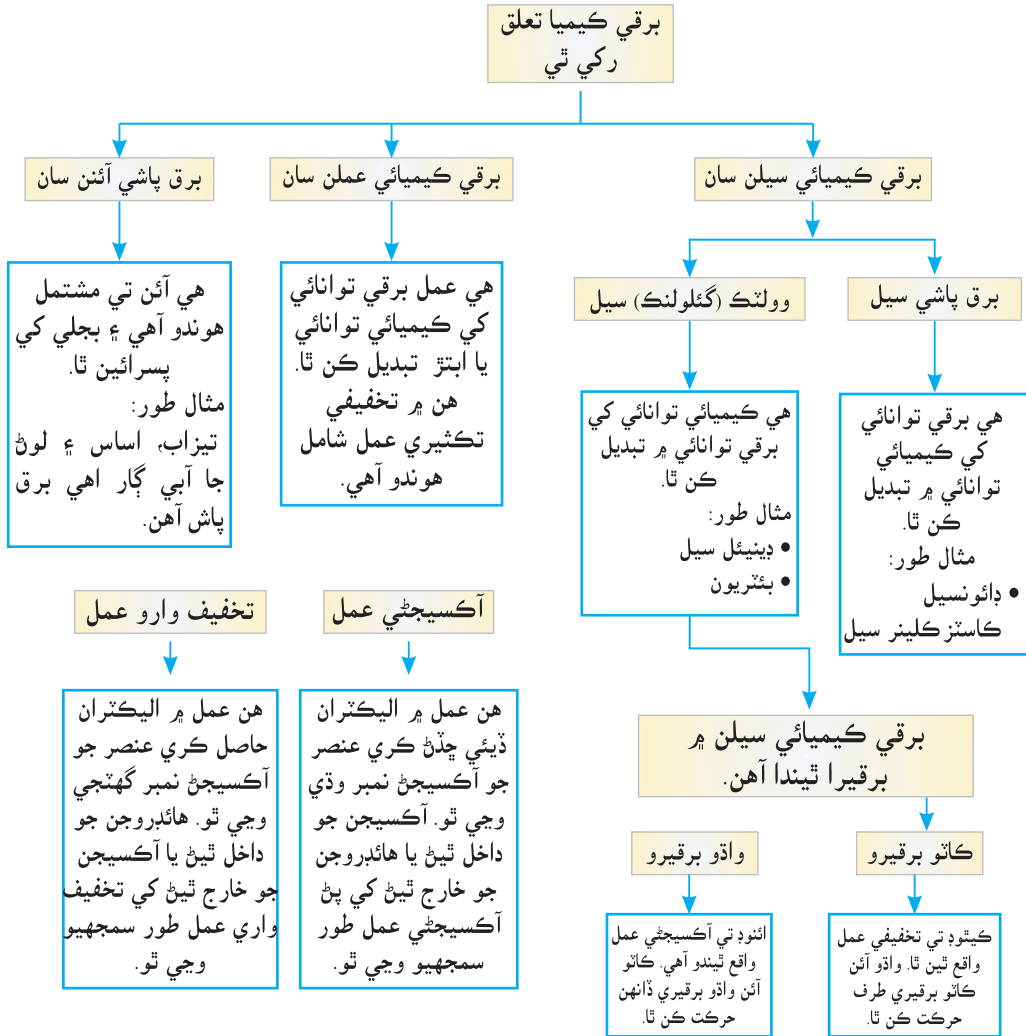 برقي ڪيميا تعلق
رکي ٿي
برقي ڪيميائي سيلن سان
برقي ڪيميائي عملن سان
برق پاشي آئنن سان
برق پاشي سيل
وولٽڪ (گئلولنڪ) سيل
هي برقي توانائي
کي ڪيميائي
توانائي ۾ تبديل
ڪن ٿا.
مثال طور:
• ڊائونسيل
ڪاسٽز ڪلينر سيل
هي ڪيميائي توانائي کي
برقي توانائي ۾ تبديل
ڪن ٿا.
مثال طور:
• ڊينيئل سيل
• بئٽريون
هي عمل برقي توانائي
کي ڪيميائي توانائي
يا ابتڙ تبديل ڪن ٿا.
هن ۾ تخفيفي
تڪثيري عمل شامل
هوندو آهي.
هي آئن تي مشتمل
هوندو آهي ۽ بجلي کي
پسرائين ٿا.
مثال طور:
تيزاب، اساس ۽ لوڻ
جا آبي ڳار اهي برق
پاش آهن.
برقي ڪيميائي سيلن ۾
برقيرا ٿيندا آهن.
ڪاٽو برقيرو
واڌو برقيرو
ڪيٿوڊ تي تخفيفي عمل
واقع ٿين ٿا. واڌو آئن
ڪاٽو برقيري طرف
حرڪت ڪن ٿا.
ائنوڊ تي آڪسيجڻي عمل
واقع ٿيندو آهي. ڪاٽو
آئن واڌو برقيري ڏانهن
حرڪت ڪن ٿا.
آڪسيجڻي عمل
هن عمل ۾ اليڪٽران
ڏيئي ڇڏڻ ڪري عنصر
جو آڪسيجڻ نمبر وڌي
وڃي ٿو. آڪسيجن جو
داخل ٿيڻ يا هائڊروجن
جو خارج ٿيڻ کي پڻ
آڪسيجڻي عمل طور
سمجهيو وڃي ٿو.
تخفيف وارو عمل
هن عمل ۾ اليڪٽران
حاصل ڪري عنصر جو
آڪسيجڻ نمبر گهٽجي
وڃي ٿو. هائڊروجن جو
داخل ٿيڻ يا آڪسيجن
جو خارج ٿيڻ کي تخفيف
واري عمل طور سمجهيو
وڃي ٿو.